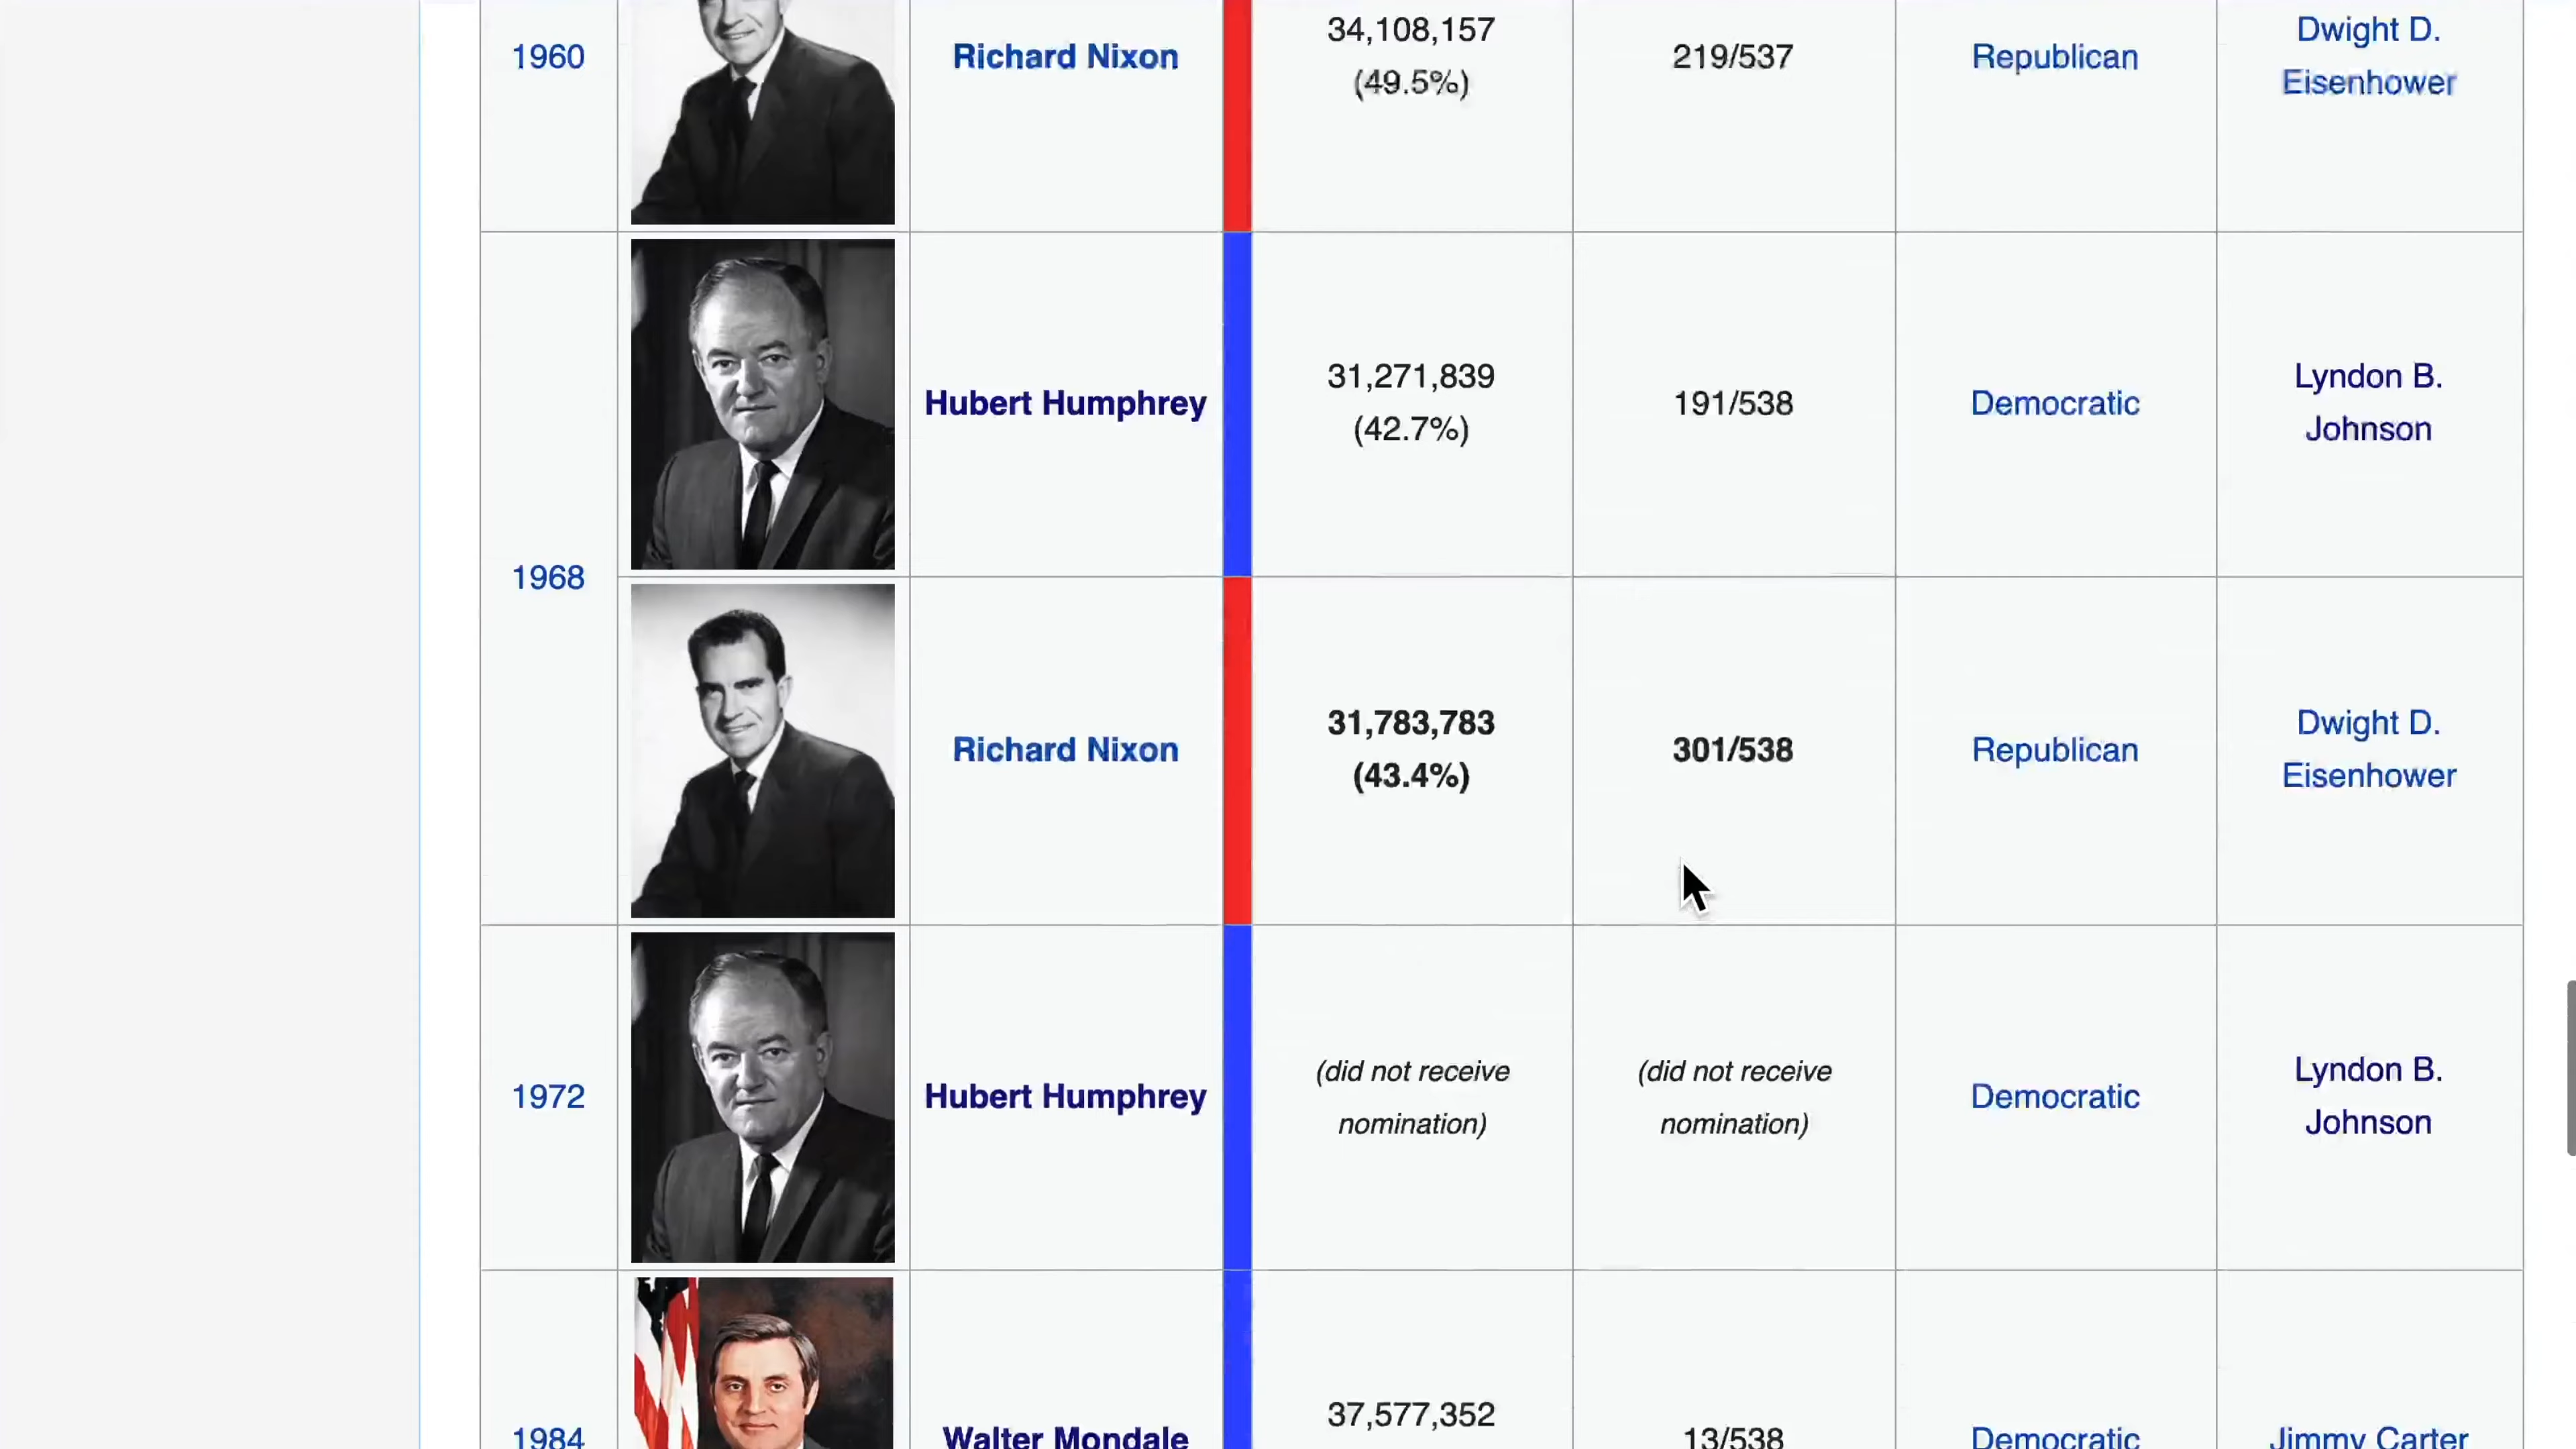 1960
Richard Nixon
34,108,157
(49.5%)
219/537
Republican
Dwight D.
Eisenhower
1968
Hubert Humphrey
31,271,839
(42.7%)
191/538
Democratic
Lyndon B.
Johnson
Richard Nixon
31,783,783
(43.4%)
301/538
Republican
Dwight D.
Eisenhower
1972
Hubert Humphrey
(did not receive
nomination)
(did not receive
nomination)
Democratic
Lyndon B.
Johnson
1984
Walter Mondale
37,577,352
13/538
Democratic
Jimmy Carter